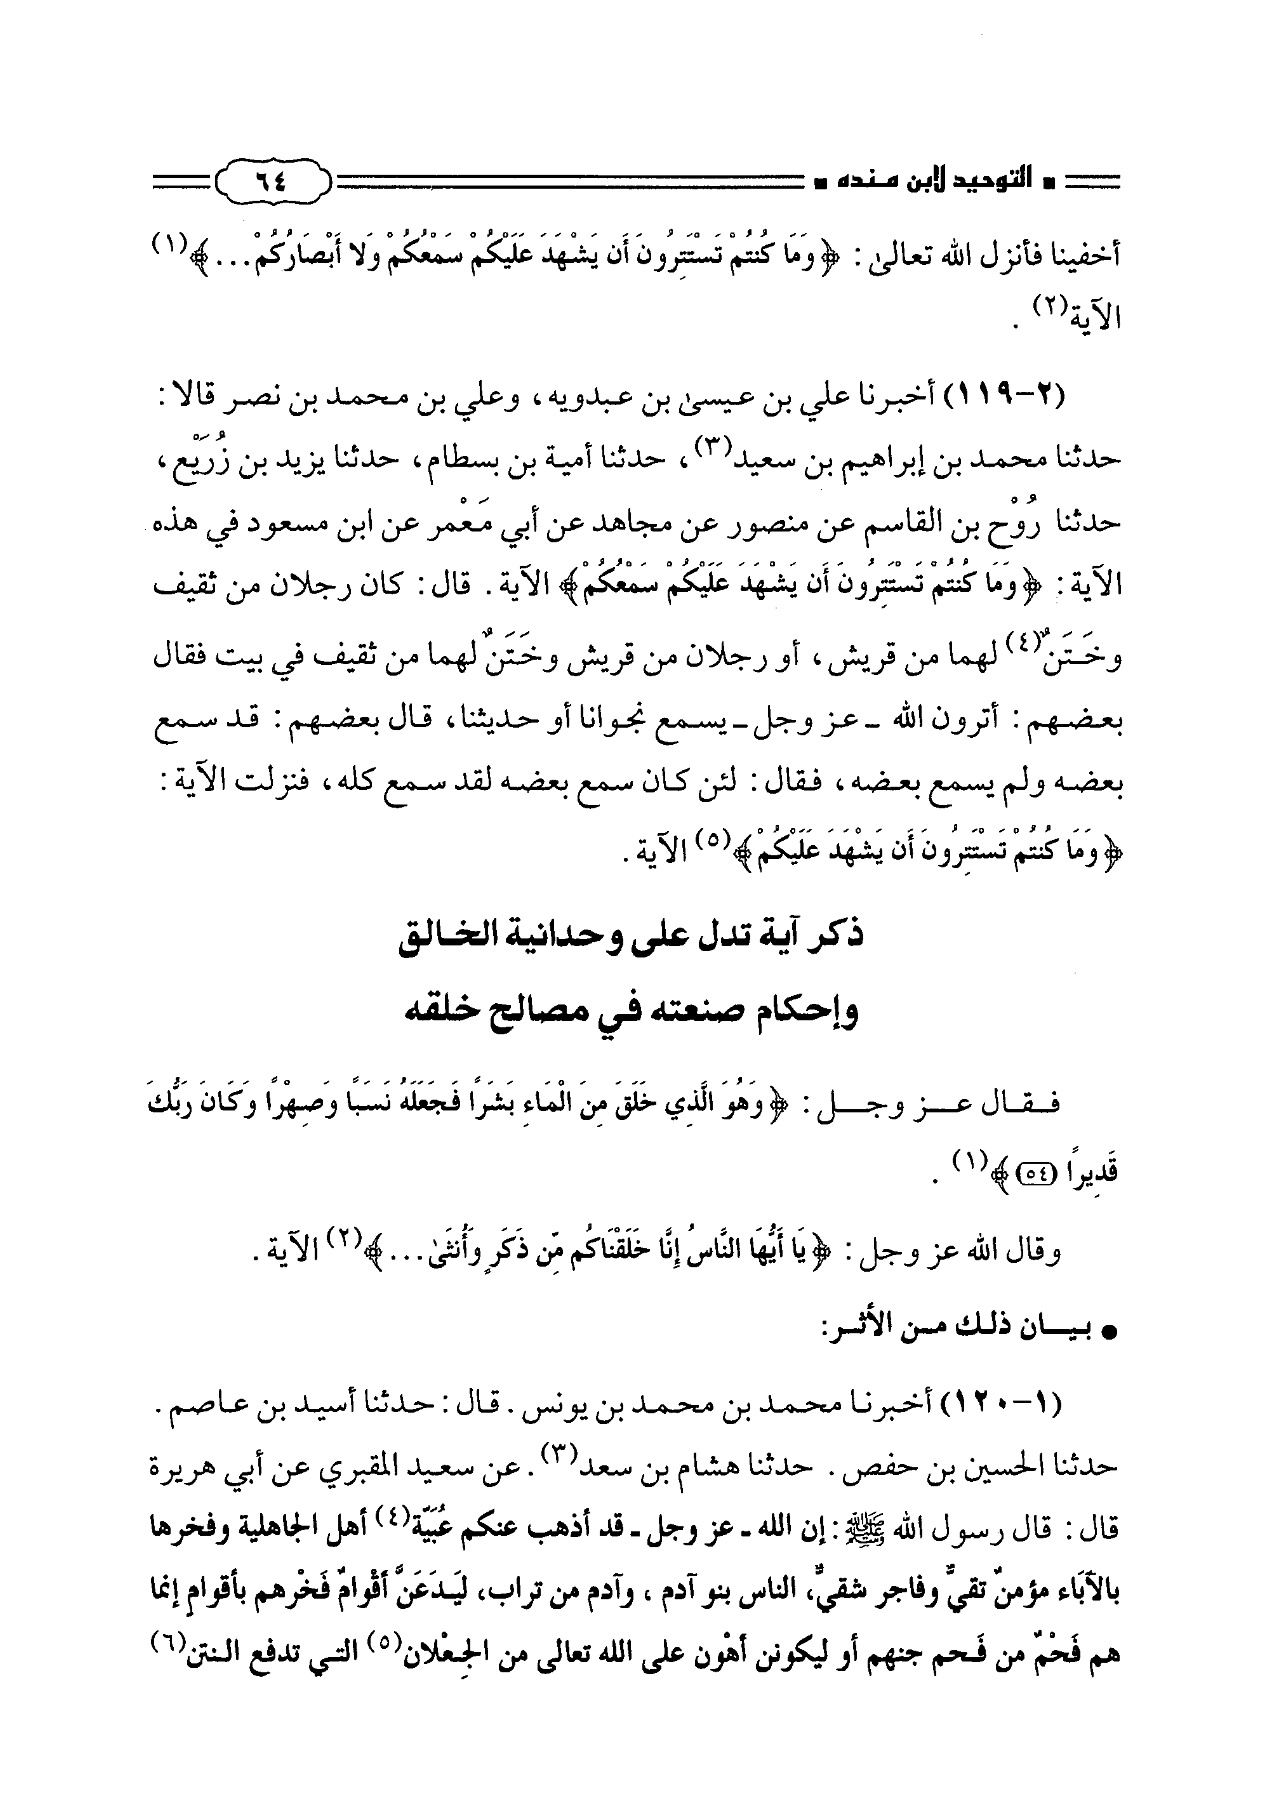 ■ التوحيد لابن منده ■ ٦٤
أخفينا فأنزل الله تعالى: ﴿وَمَا كُنتُمْ تَسْتَتِرُونَ أَن يَشْهَدَ عَلَيْكُمْ سَمْعُكُمْ وَلَا أَبْصَارُكُمْ...﴾(١)
الآية(٢).
(٢-١١٩) أخبرنا علي بن عيسى بن عبدويه، وعلي بن محمد بن نصر قالا:
حدثنا محمد بن إبراهيم بن سعيد(٣)، حدثنا أمية بن بسطام، حدثنا يزيد بن زُرَيْع،
حدثنا رُوْح بن القاسم عن منصور عن مجاهد عن أبي مَعْمر عن ابن مسعود في هذه
الآية: ﴿وَمَا كُنتُمْ تَسْتَتِرُونَ أَن يَشْهَدَ عَلَيْكُمْ سَمْعُكُمْ﴾ الآية. قال: كان رجلان من ثقيف
وخَتَنٌ(٤) لهما من قريش، أو رجلان من قريش وختَنٌ لهما من ثقيف في بيت فقال
بعضهم: أترون الله ـ عز وجل ـ يسمع نجوانا أو حديثنا، قال بعضهم: قد سمع
بعضه ولم يسمع بعضه، فقال: لئن كان سمع بعضه لقد سمع كله، فنزلت الآية:
﴿وَمَا كُنتُمْ تَسْتَتِرُونَ أَن يَشْهَدَ عَلَيْكُمْ﴾(٥) الآية.
ذكر آية تدل على وحدانية الخالق
وإحكام صنعته في مصالح خلقه
فقال عز وجل: ﴿وَهُوَ الَّذِي خَلَقَ مِنَ الْمَاءِ بَشَرًا فَجَعَلَهُ نَسَبًا وَصِهْرًا وَكَانَ رَبُّكَ
قَدِيرًا (٥٤)﴾(١).
وقال الله عز وجل: ﴿يَا أَيُّهَا النَّاسُ إِنَّا خَلَقْنَاكُم مِّن ذَكَرٍ وَأُنثَىٰ...﴾(٢) الآية.
● بيان ذلك من الأثر:
(١-١٢٠) أخبرنا محمد بن محمد بن يونس. قال: حدثنا أسيد بن عاصم.
حدثنا الحسين بن حفص. حدثنا هشام بن سعد(٣). عن سعيد المقبري عن أبي هريرة
قال: قال رسول الله ﷺ: إن الله ـ عز وجل ـ قد أذهب عنكم عُبيّة(٤) أهل الجاهلية وفخرها
بالآباء مؤمنٌ تقيٌ وفاجر شقيٌ، الناس بنو آدم، وآدم من تراب، ليَدَعَنَّ أقْوامٌ فَخْرهم بأقوام إنما
هم فَحْمٌ من فَحم جنهم أو ليكونن أهْون على الله تعالى من الجِعْلان(٥) التي تدفع النتن(٦)